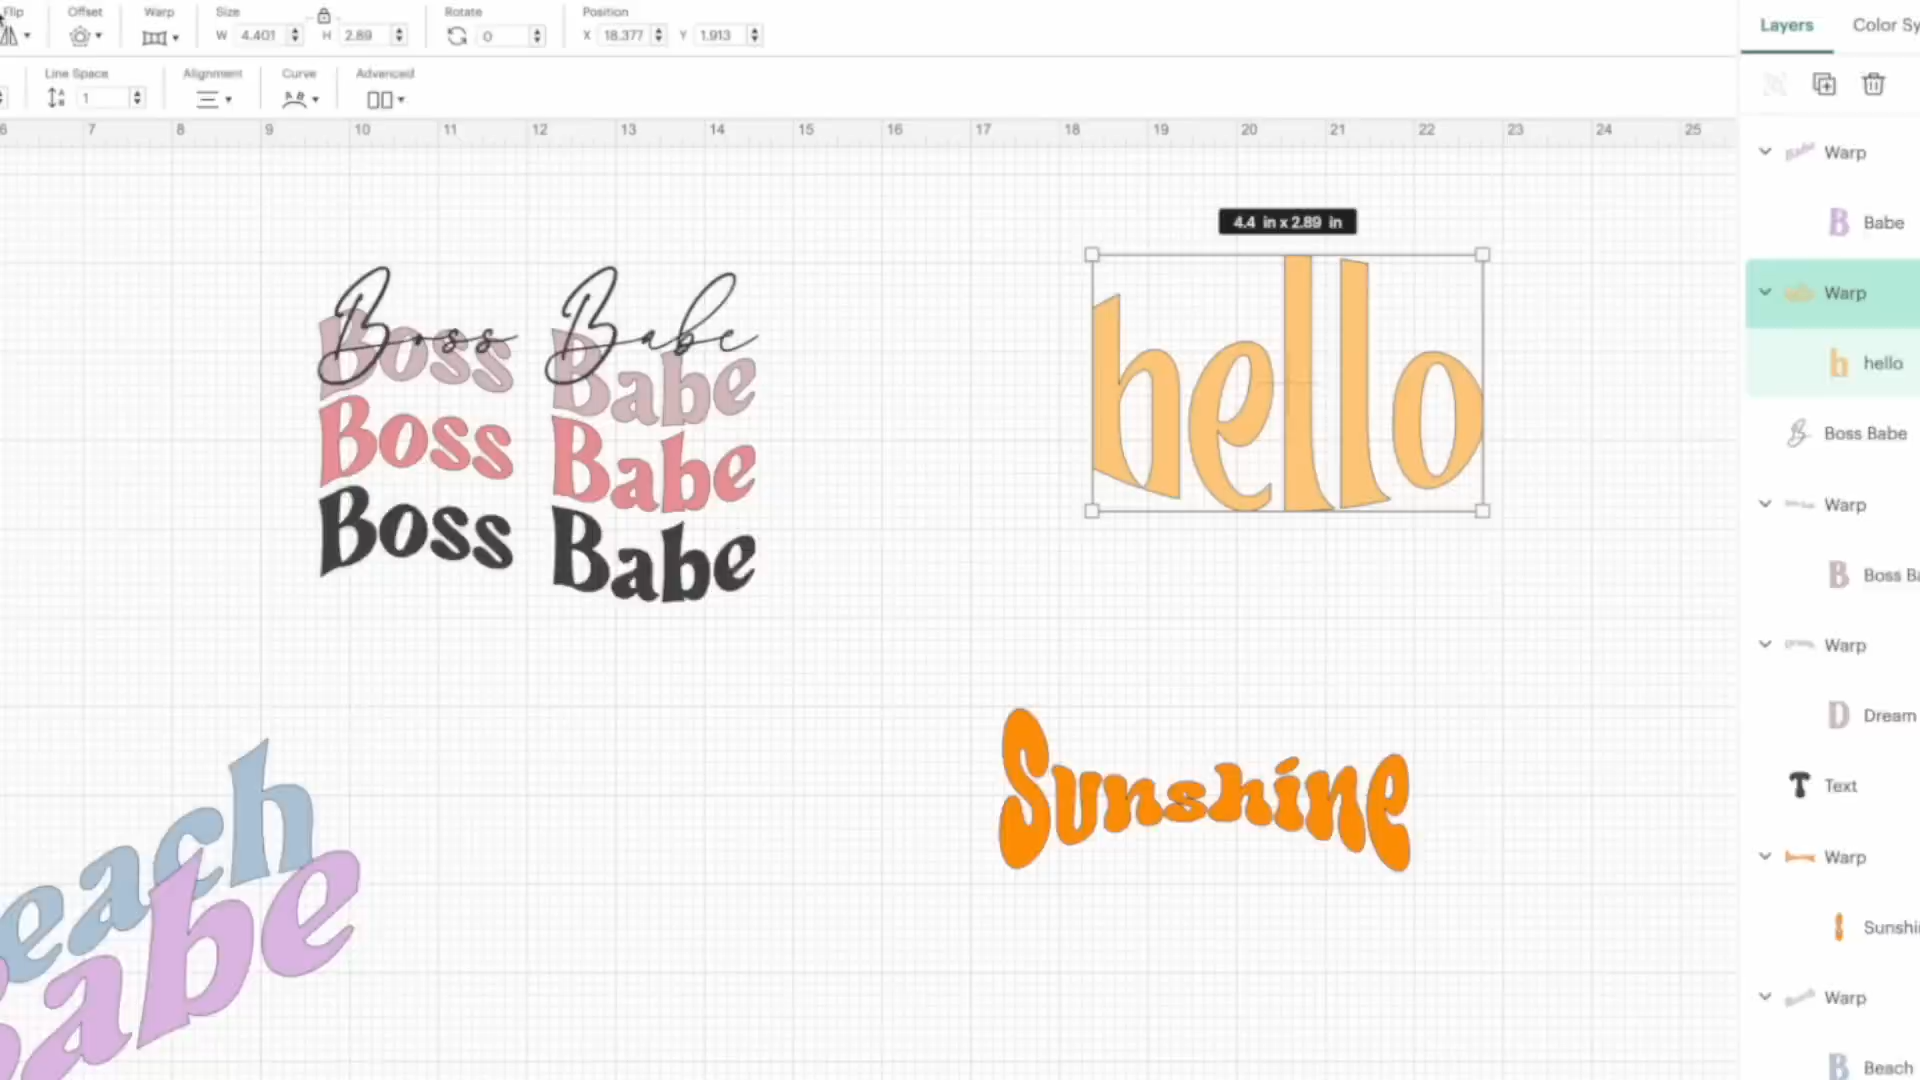 Flip Offset Warp Size Rotate Position
W 4.401 H 2.89 0 X 18.377 Y 1.913
Line Space Alignment Curve Advanced
1
6 7 8 9 10 11 12 13 14 15 16 17 18 19 20 21 22 23 24 25
4.4 in x 2.89 in
Boss Babe
Boss Babe
Boss Babe
Boss Babe
hello
Sunshine
each
abe
Layers Color Sy
Warp
Babe
Warp
hello
Boss Babe
Warp
Boss Ba
Warp
Dream
Text
Warp
Sunshi
Warp
Beach